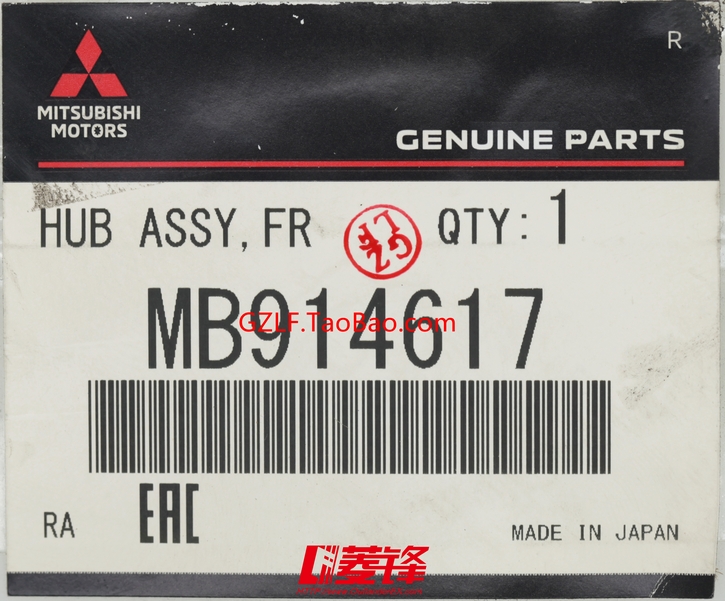 R
MITSUBISHI
MOTORS
GENUINE PARTS
HUB ASSY, FR
QTY: 1
MB914617
GZLF.TaoBao.com
RA
EAC
MADE IN JAPAN
菱锋